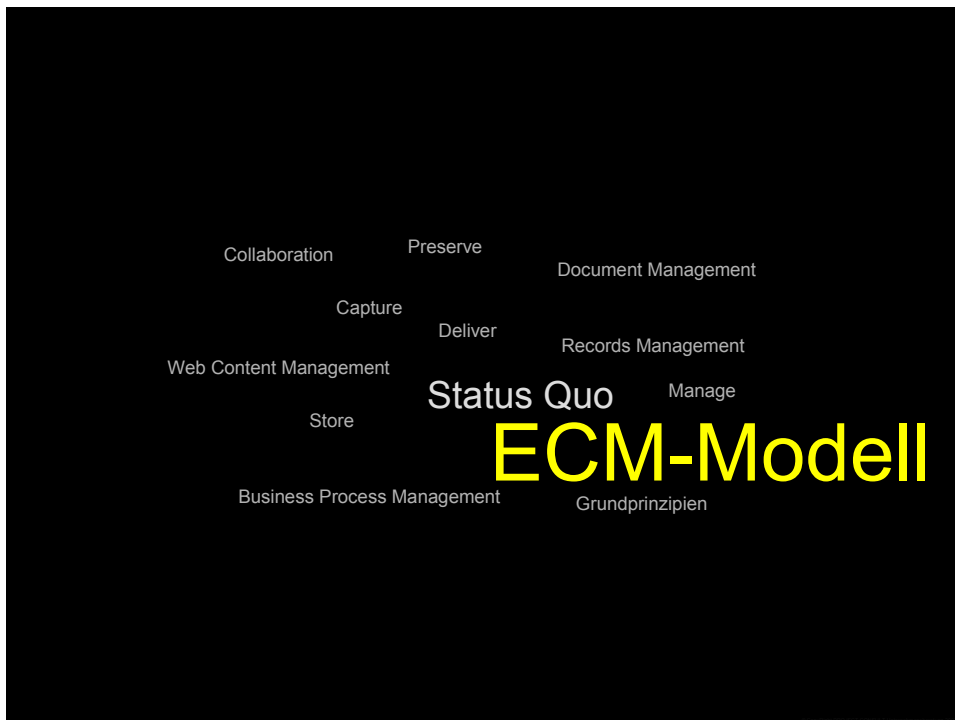 Preserve
Collaboration
Document Management
Capture
Deliver
Records Management
Web Content Management
Manage
Status Quo
Store
ECM-Modell
Business Process Management
Grundprinzipien